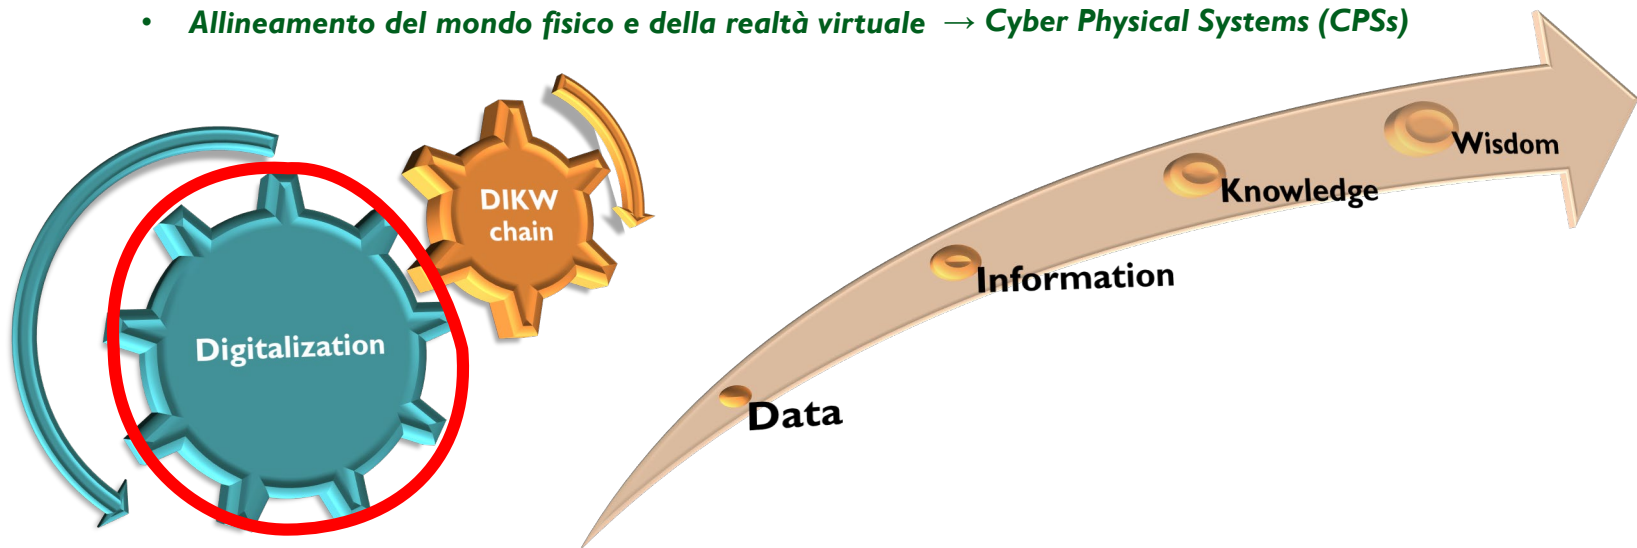 • Allineamento del mondo fisico e della realtà virtuale → Cyber Physical Systems (CPSs)
DIKW
chain
Digitalization
Wisdom
Knowledge
Information
Data